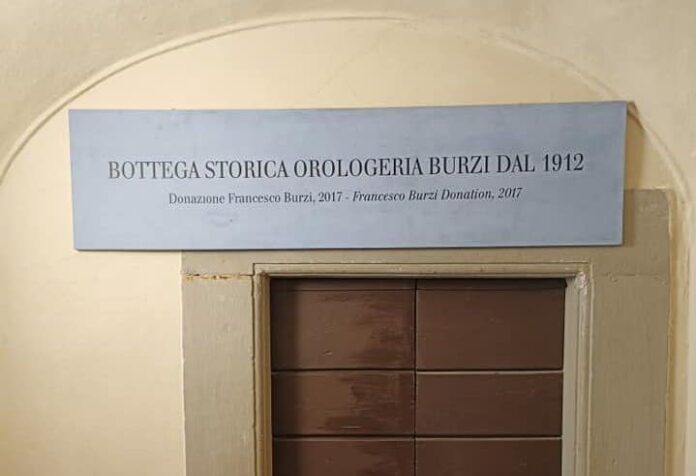 BOTTEGA STORICA OROLOGERIA BURZI DAL 1912
Donazione Francesco Burzi, 2017 - Francesco Burzi Donation, 2017